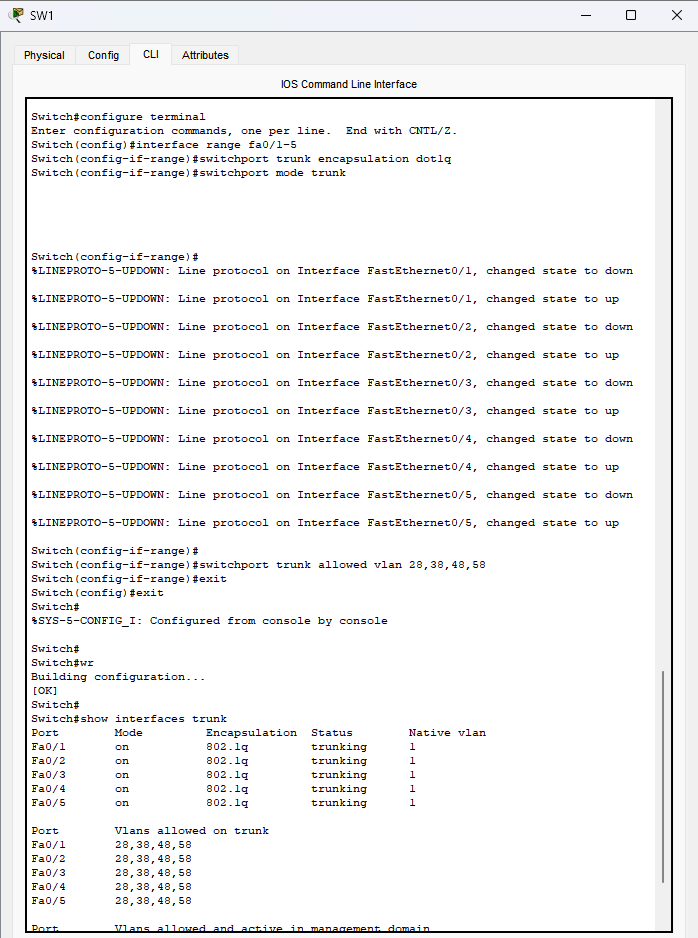 SW1
Physical Config CLI Attributes
IOS Command Line Interface
Switch#configure terminal
Enter configuration commands, one per line.  End with CNTL/Z.
Switch(config)#interface range fa0/1-5
Switch(config-if-range)#switchport trunk encapsulation dot1q
Switch(config-if-range)#switchport mode trunk
Switch(config-if-range)#
%LINEPROTO-5-UPDOWN: Line protocol on Interface FastEthernet0/1, changed state to down
%LINEPROTO-5-UPDOWN: Line protocol on Interface FastEthernet0/1, changed state to up
%LINEPROTO-5-UPDOWN: Line protocol on Interface FastEthernet0/2, changed state to down
%LINEPROTO-5-UPDOWN: Line protocol on Interface FastEthernet0/2, changed state to up
%LINEPROTO-5-UPDOWN: Line protocol on Interface FastEthernet0/3, changed state to down
%LINEPROTO-5-UPDOWN: Line protocol on Interface FastEthernet0/3, changed state to up
%LINEPROTO-5-UPDOWN: Line protocol on Interface FastEthernet0/4, changed state to down
%LINEPROTO-5-UPDOWN: Line protocol on Interface FastEthernet0/4, changed state to up
%LINEPROTO-5-UPDOWN: Line protocol on Interface FastEthernet0/5, changed state to down
%LINEPROTO-5-UPDOWN: Line protocol on Interface FastEthernet0/5, changed state to up
Switch(config-if-range)#
Switch(config-if-range)#switchport trunk allowed vlan 28,38,48,58
Switch(config-if-range)#exit
Switch(config)#exit
Switch#
%SYS-5-CONFIG_I: Configured from console by console
Switch#
Switch#wr
Building configuration...
[OK]
Switch#
Switch#show interfaces trunk
Port        Mode         Encapsulation  Status        Native vlan
Fa0/1       on           802.1q         trunking      1
Fa0/2       on           802.1q         trunking      1
Fa0/3       on           802.1q         trunking      1
Fa0/4       on           802.1q         trunking      1
Fa0/5       on           802.1q         trunking      1
Port        Vlans allowed on trunk
Fa0/1       28,38,48,58
Fa0/2       28,38,48,58
Fa0/3       28,38,48,58
Fa0/4       28,38,48,58
Fa0/5       28,38,48,58
Port        Vlans allowed and active in management domain